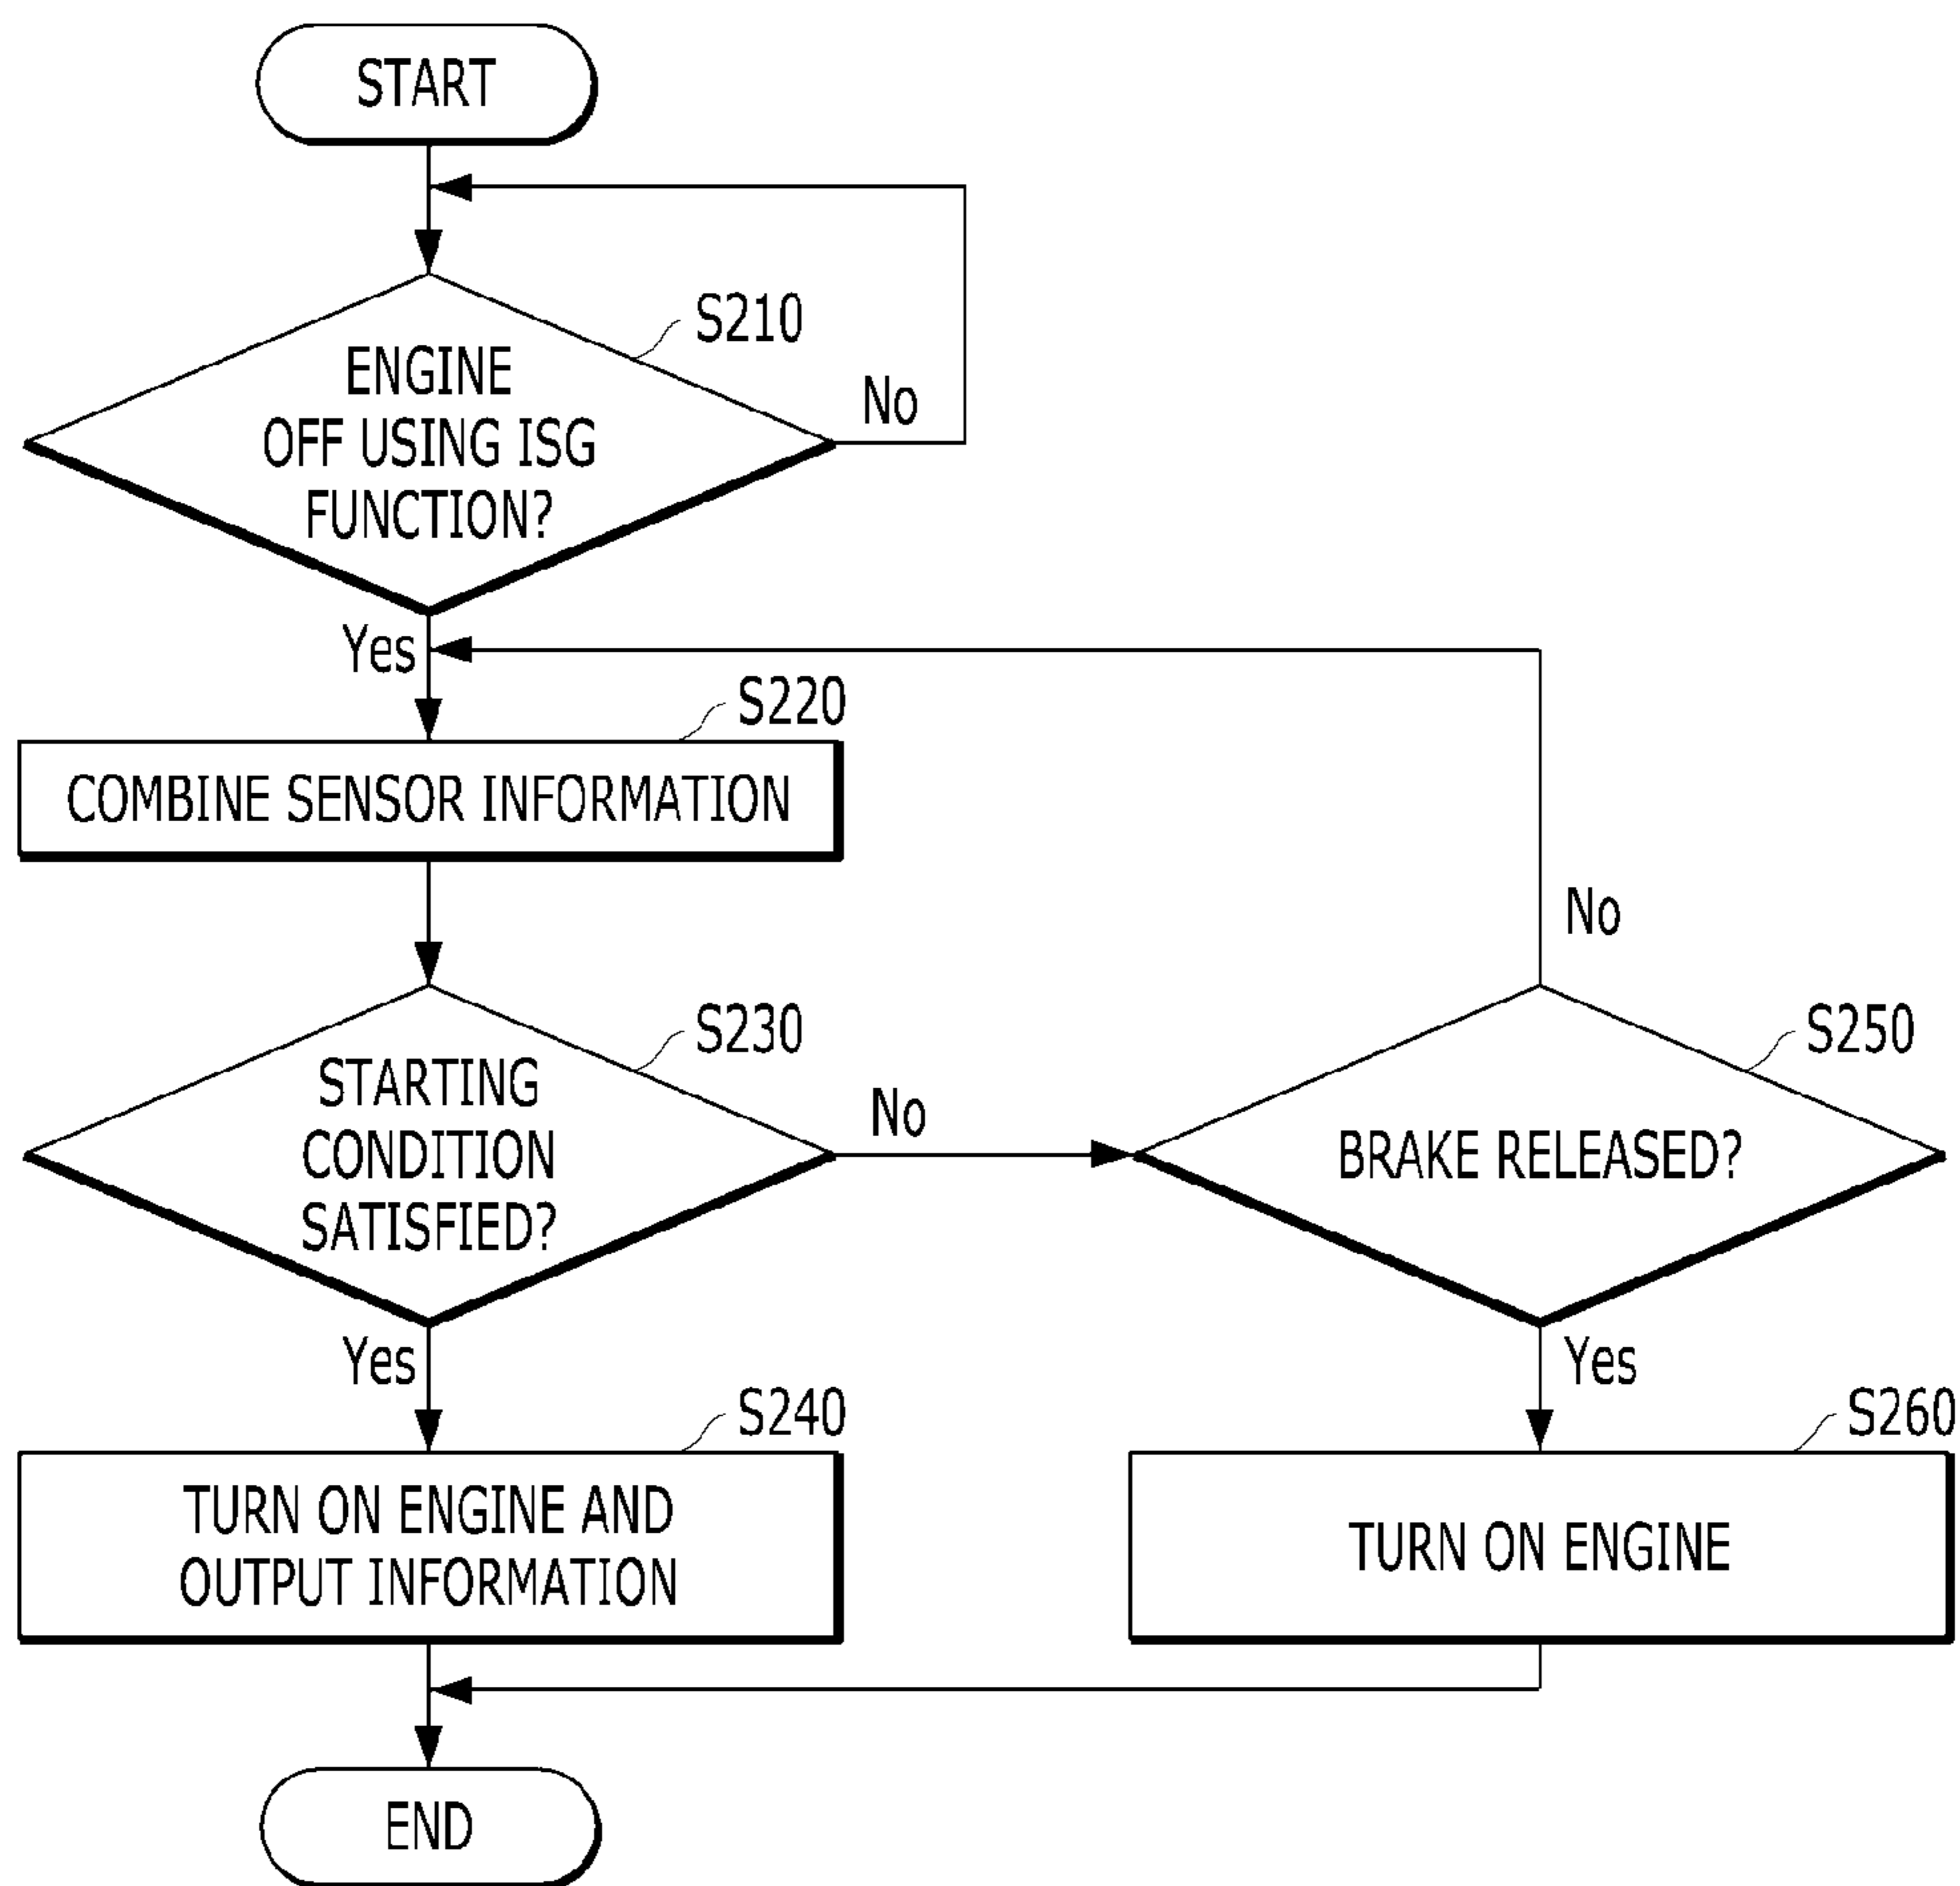 START
S210
ENGINE
OFF USING ISG
FUNCTION?
No
Yes
S220
COMBINE SENSOR INFORMATION
No
S230
STARTING
CONDITION
SATISFIED?
No
S250
BRAKE RELEASED?
Yes
Yes
S240
TURN ON ENGINE AND
OUTPUT INFORMATION
S260
TURN ON ENGINE
END